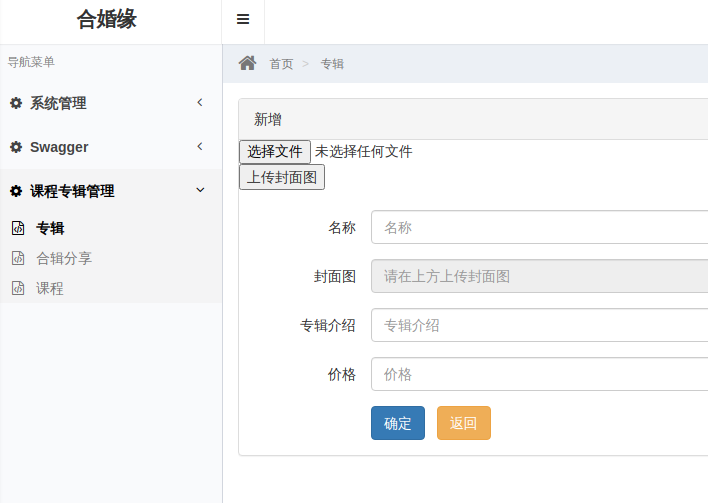 合婚缘
导航菜单
首页 > 专辑
系统管理
Swagger
课程专辑管理
专辑
合辑分享
课程
新增
选择文件 未选择任何文件
上传封面图
名称 名称
封面图 请在上方上传封面图
专辑介绍 专辑介绍
价格 价格
确定 返回